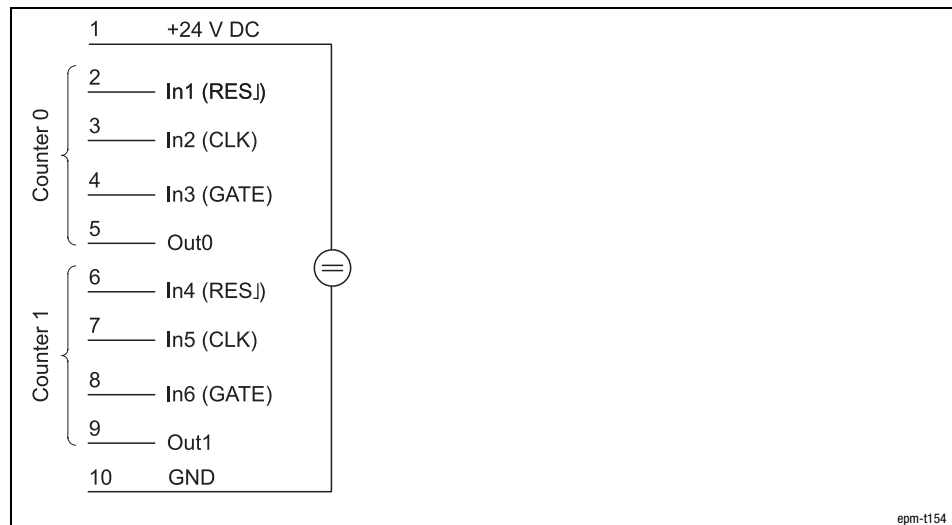 1 +24 V DC
Counter 0
2 In1 (RES⅃)
3 In2 (CLK)
4 In3 (GATE)
5 Out0
Counter 1
6 In4 (RES⅃)
7 In5 (CLK)
8 In6 (GATE)
9 Out1
10 GND
epm-t154